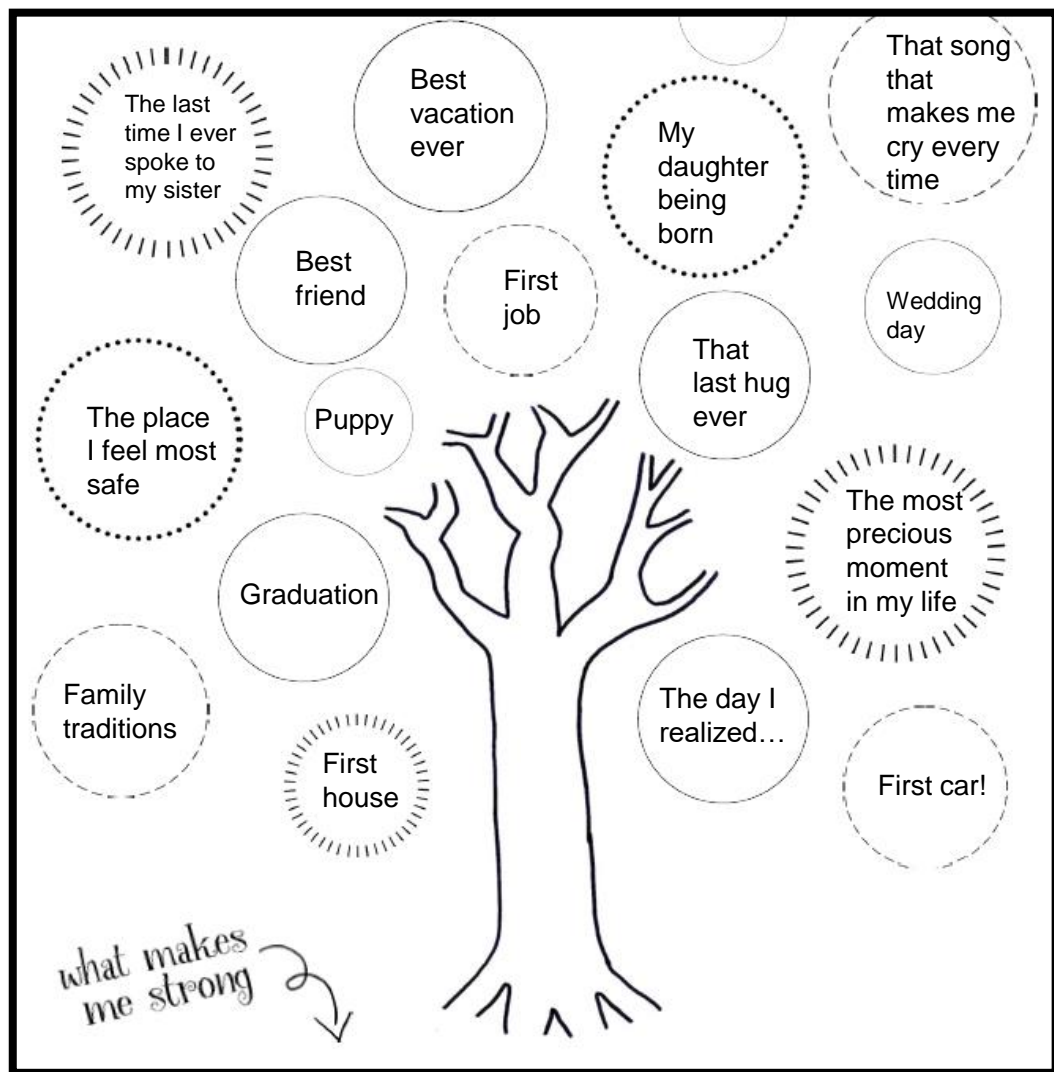 The last
time I ever
spoke to
my sister
Best
vacation
ever
My
daughter
being
born
That song
that
makes me
cry every
time
Best
friend
First
job
That
last hug
ever
Wedding
day
The place
I feel most
safe
Puppy
The most
precious
moment
in my life
Graduation
Family
traditions
First
house
The day I
realized…
First car!
what makes
me strong